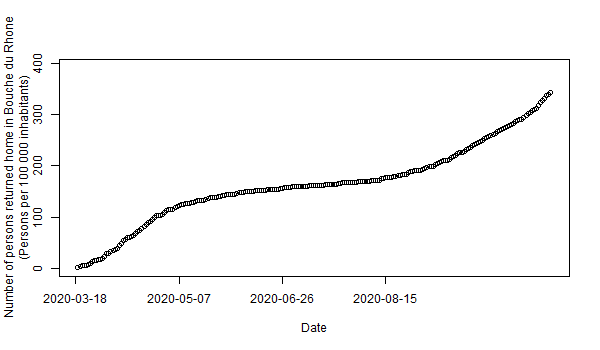 Number of persons returned home in Bouche du Rhone
(Persons per 100 000 inhabitants)
400
300
200
100
0
2020-03-18 2020-05-07 2020-06-26 2020-08-15
Date